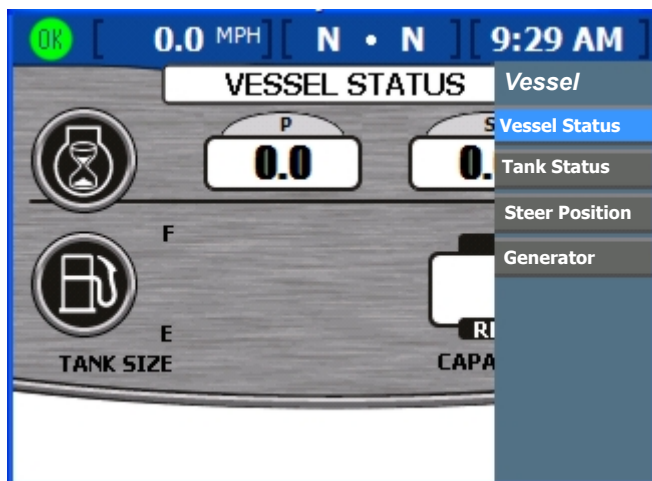 OK [ 0.0 MPH ] [ N • N ] [ 9:29 AM ]
VESSEL STATUS
Vessel
P S
0.0 0.
Vessel Status
Tank Status
Steer Position
Generator
F
E
TANK SIZE